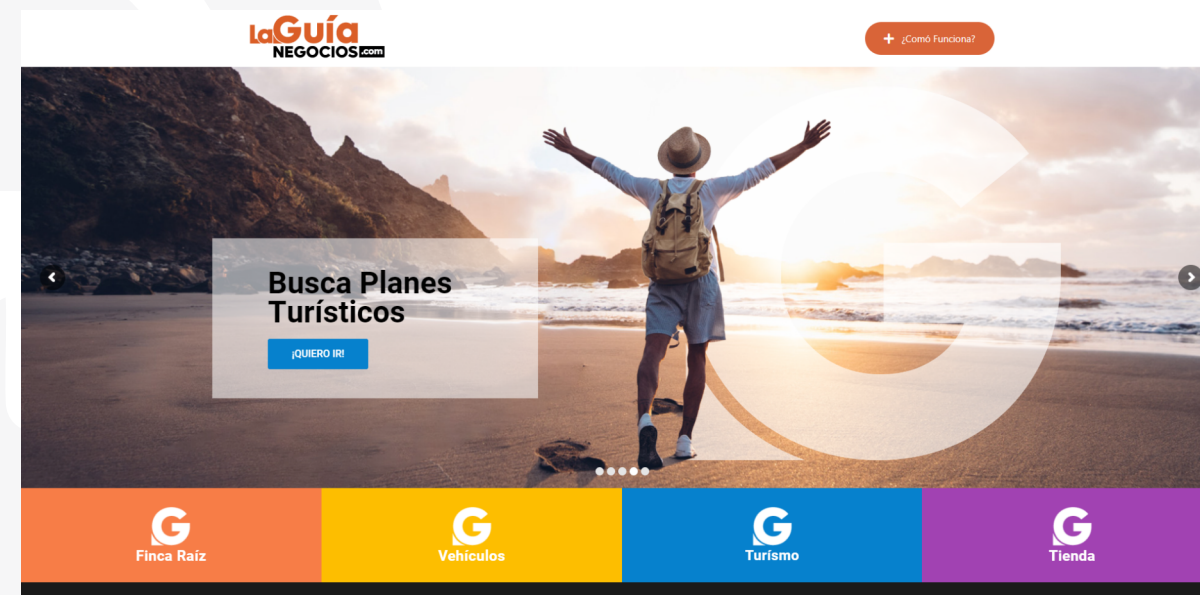 LaGuía
NEGOCIOS.com
¿Comó Funciona?
Busca Planes
Turísticos
¡QUIERO IR!
G
G
Finca Raíz
G
Vehículos
G
Turísmo
G
Tienda